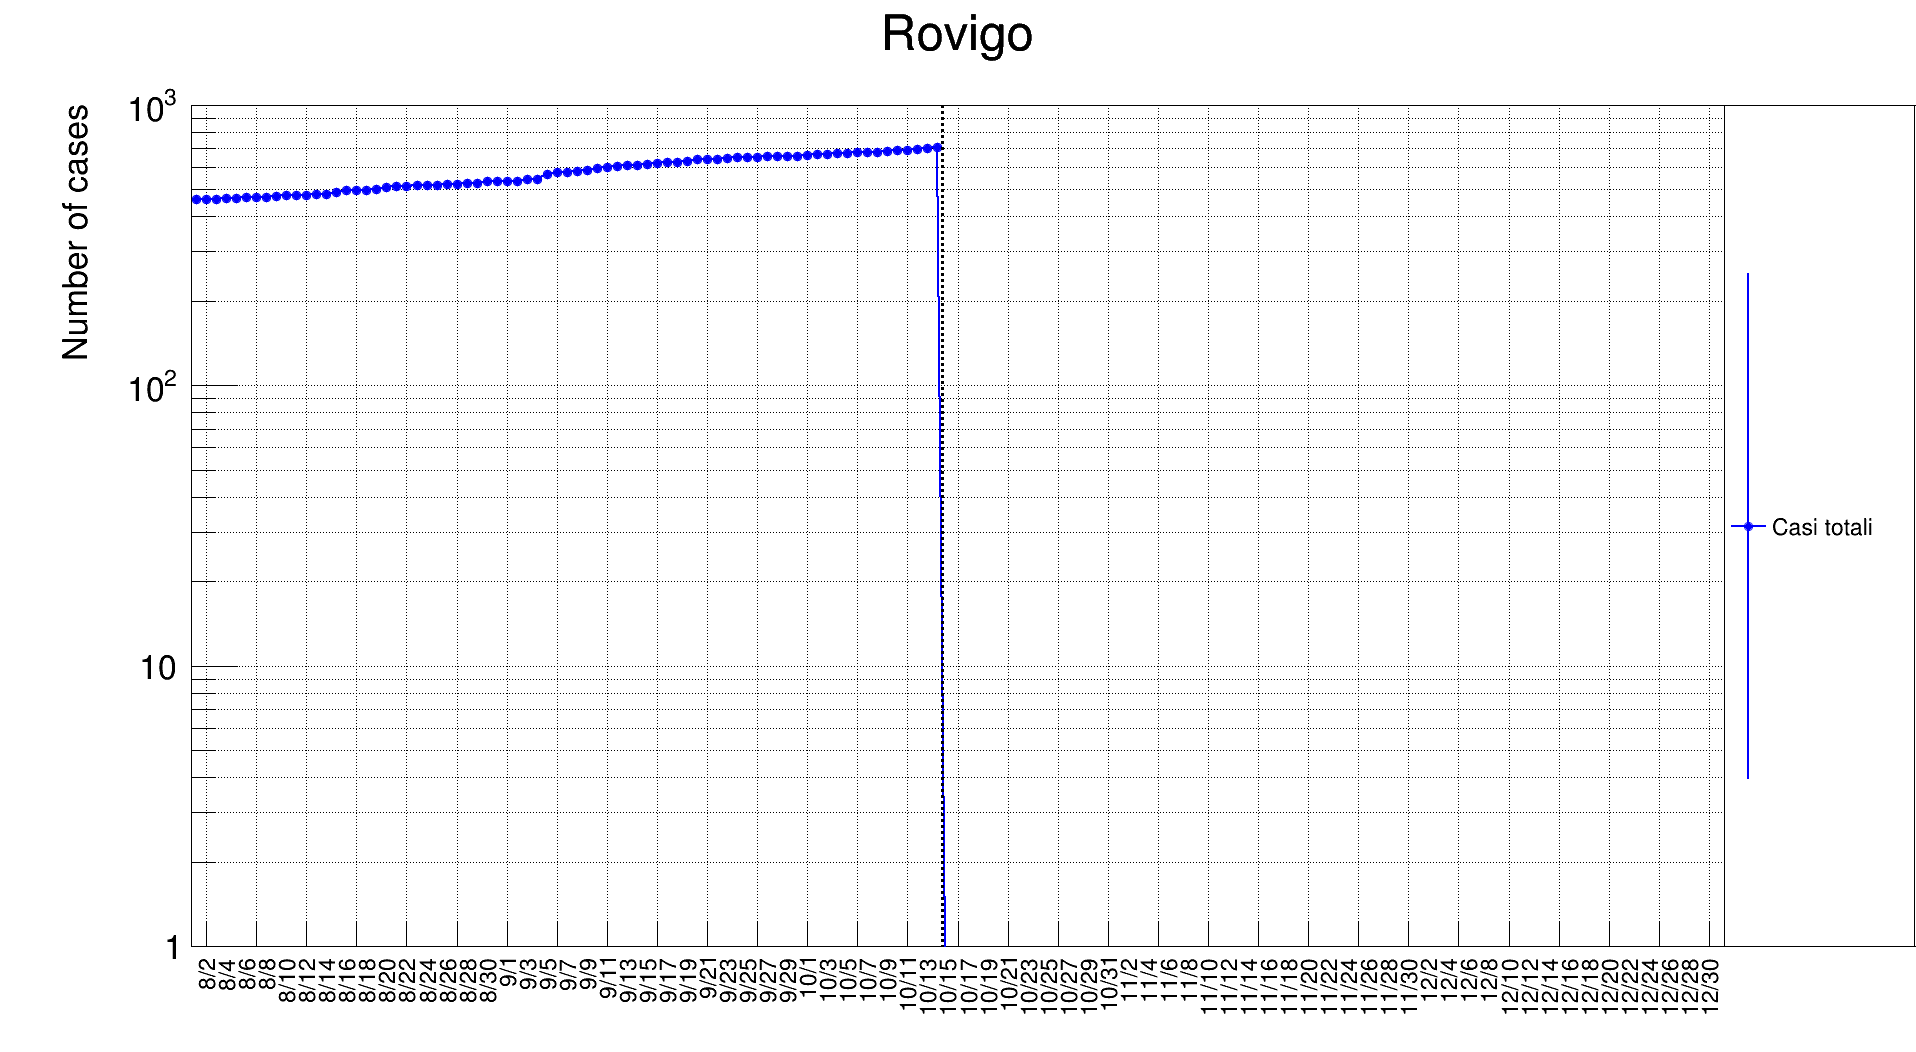 Rovigo
Number of cases
10³
10²
10
1
8/2 8/4 8/6 8/8 8/10 8/12 8/14 8/16 8/18 8/20 8/22 8/24 8/26 8/28 8/30 9/1 9/3 9/5 9/7 9/9 9/11 9/13 9/15 9/17 9/19 9/21 9/23 9/25 9/27 9/29 10/1 10/3 10/5 10/7 10/9 10/11 10/13 10/15 10/17 10/19 10/21 10/23 10/25 10/27 10/29 10/31 11/2 11/4 11/6 11/8 11/10 11/12 11/14 11/16 11/18 11/20 11/22 11/24 11/26 11/28 11/30 12/2 12/4 12/6 12/8 12/10 12/12 12/14 12/16 12/18 12/20 12/22 12/24 12/26 12/28 12/30
Casi totali